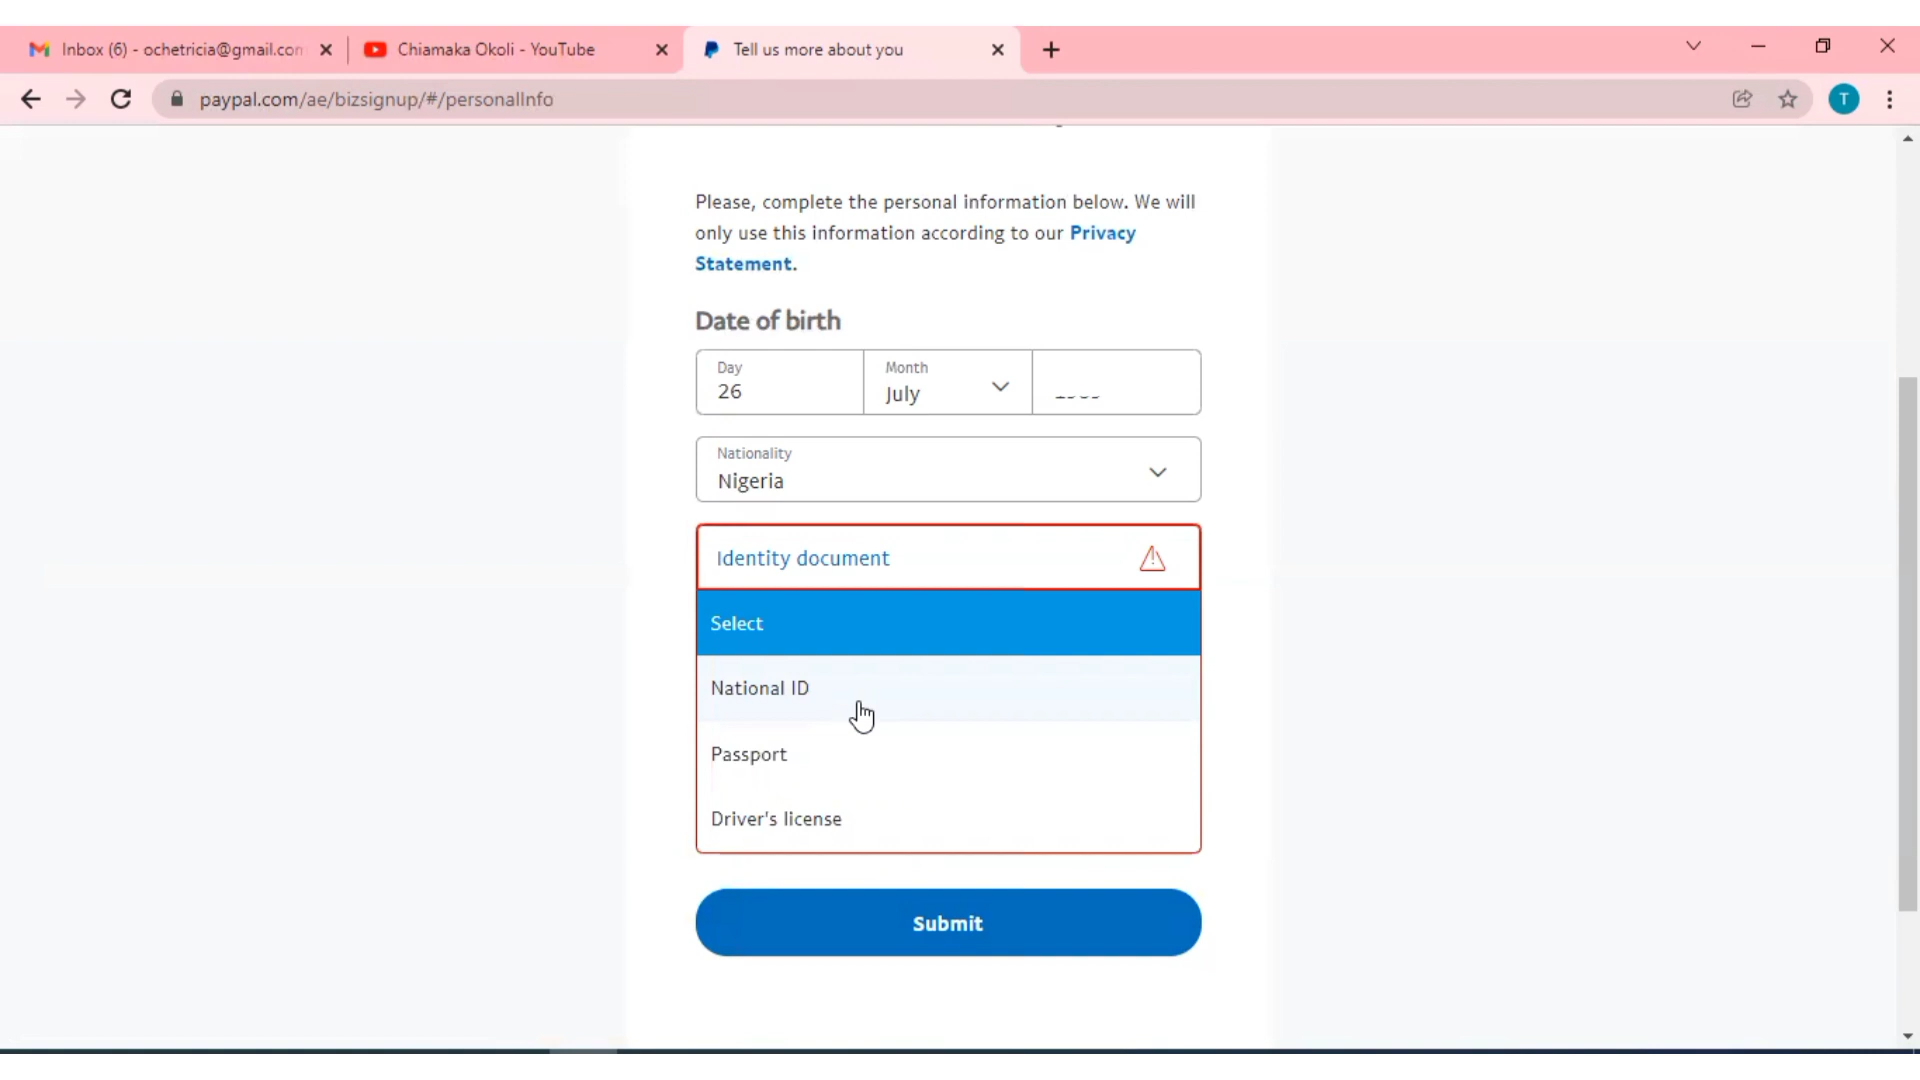 Inbox (6) - ochetricia@gmail.com
Chiamaka Okoli - YouTube
Tell us more about you
paypal.com/ae/bizsignup/#/personalInfo
T
Please, complete the personal information below. We will
only use this information according to our Privacy
Statement.
Date of birth
Day
26
Month
July
Nationality
Nigeria
Identity document
Select
National ID
Passport
Driver's license
Submit